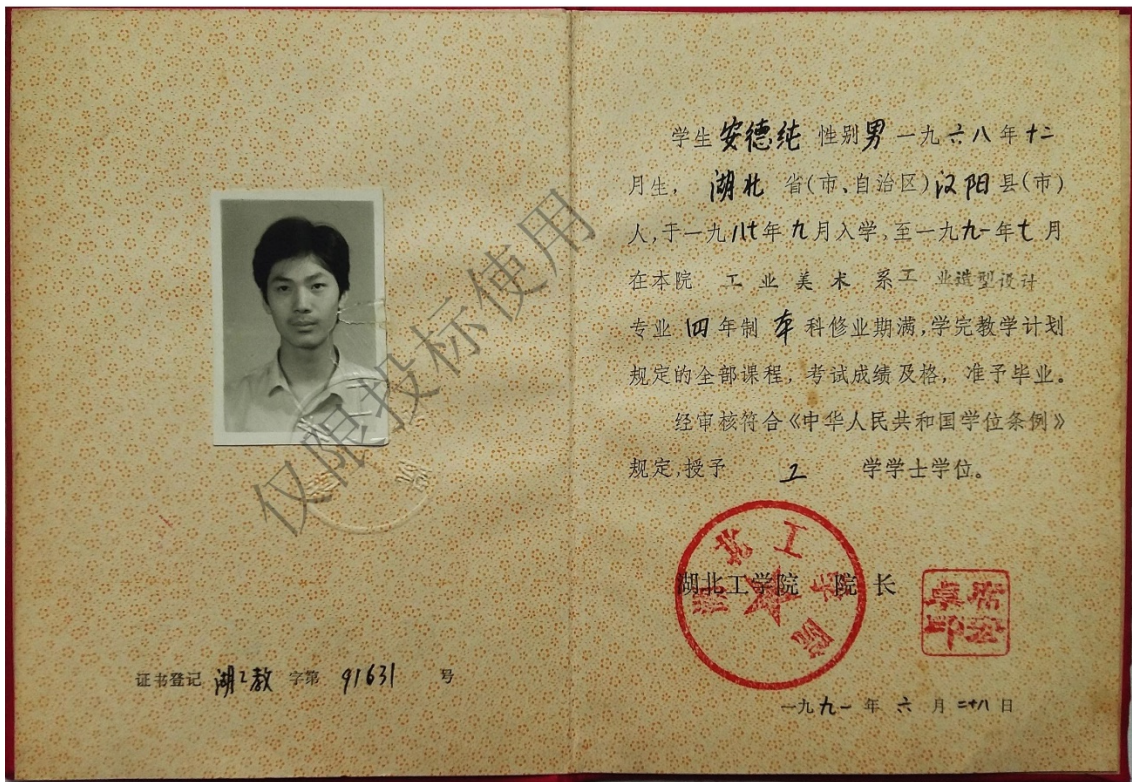 仅限投标使用
证书登记 湖工教 字第 91631 号
学生安德纯 性别男 一九六八年十二
月生, 湖北 省(市、自治区)汉阳县(市)
人,于一九八七年九月入学,至一九九一年七月
在本院 工业美术 系工业造型设计
专业四年制本科修业期满,学完教学计划
规定的全部课程, 考试成绩及格, 准予毕业。
经审核符合《中华人民共和国学位条例》
规定,授予 工 学学士学位。
湖北工学院 院长
湖北工学院
一九九一年六月二十八日